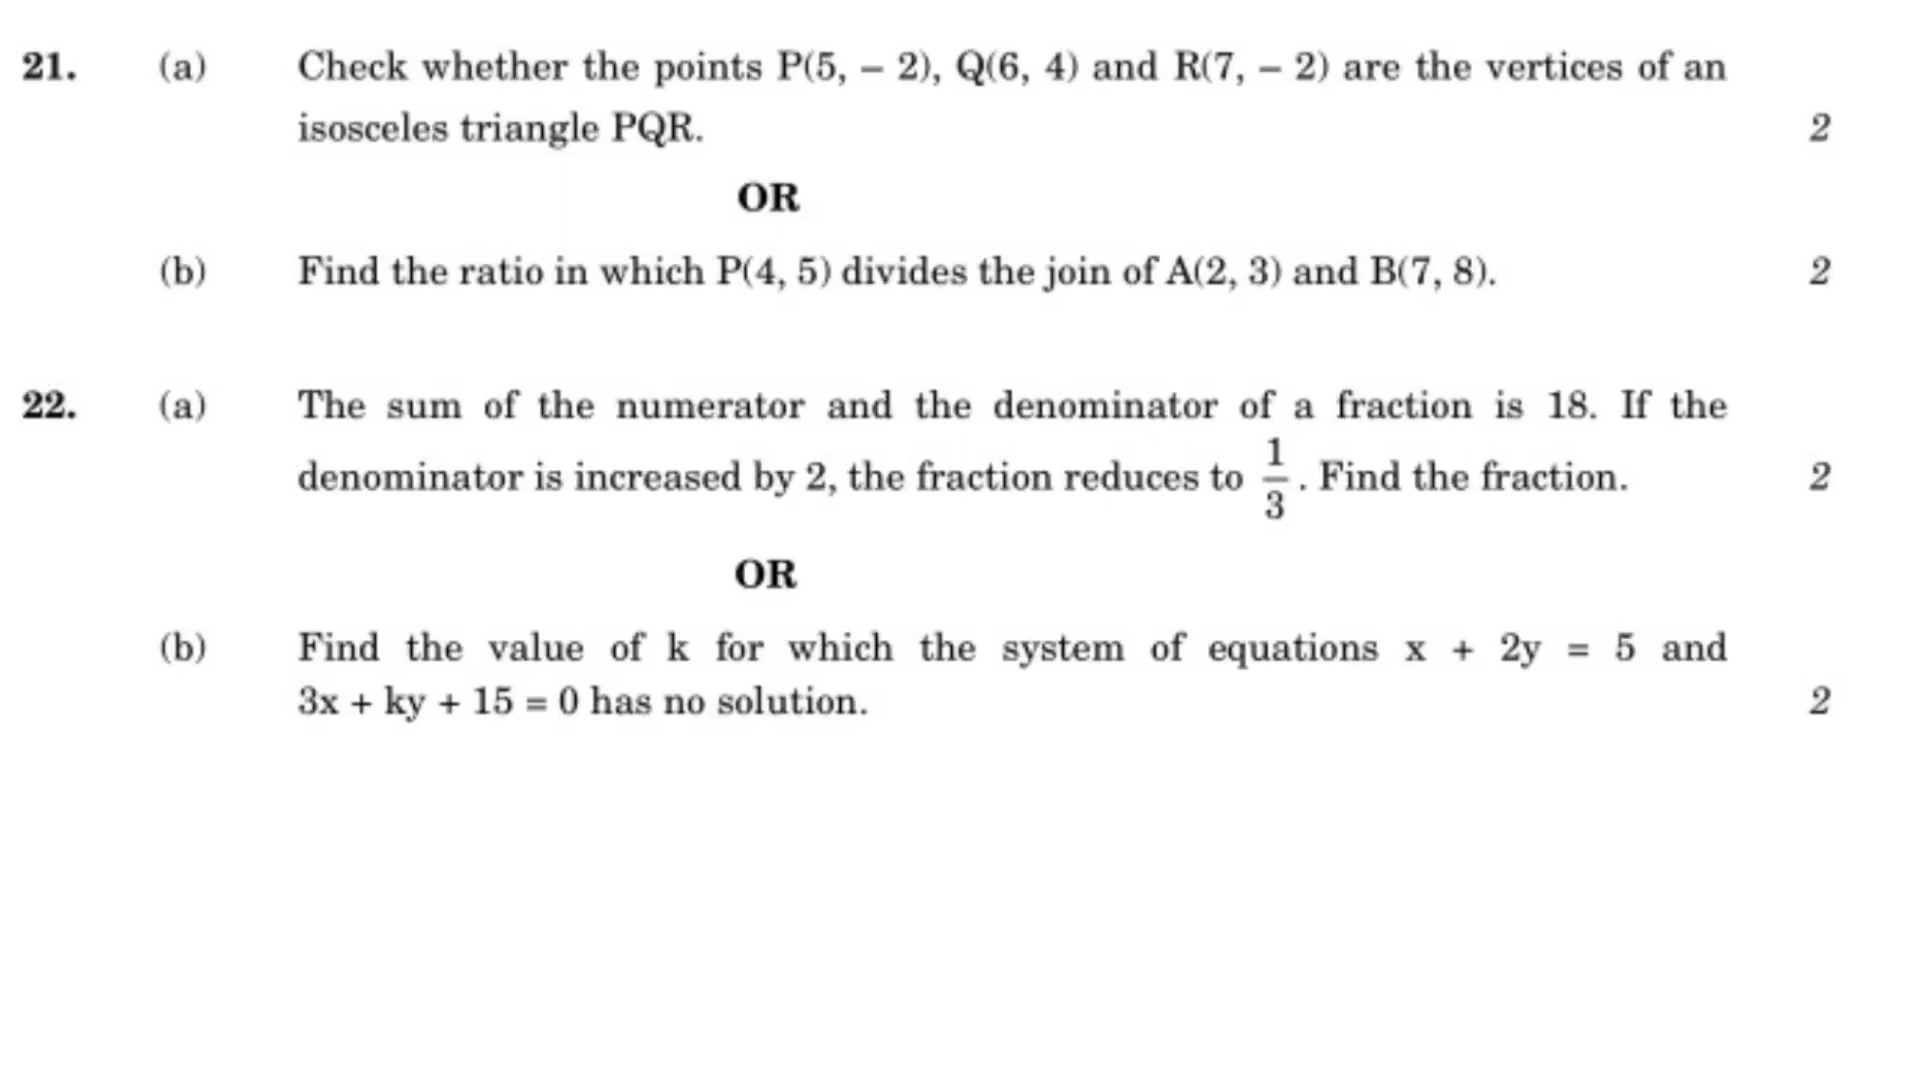 21. (a) Check whether the points P(5, – 2), Q(6, 4) and R(7, – 2) are the vertices of an
isosceles triangle PQR. 2
OR
(b) Find the ratio in which P(4, 5) divides the join of A(2, 3) and B(7, 8). 2
22. (a) The sum of the numerator and the denominator of a fraction is 18. If the
denominator is increased by 2, the fraction reduces to 1/3. Find the fraction. 2
OR
(b) Find the value of k for which the system of equations x + 2y = 5 and
3x + ky + 15 = 0 has no solution. 2